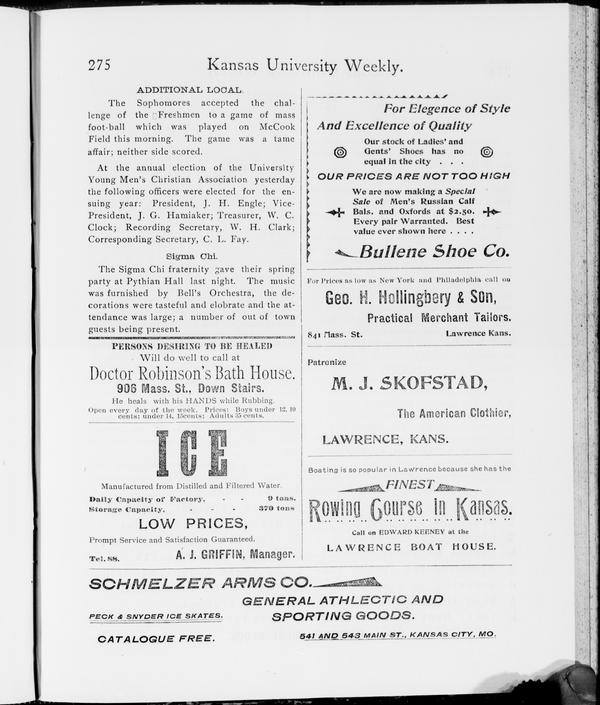 275 Kansas University Weekly.
ADDITIONAL LOCAL.
The Sophomores accepted the chal-
lenge of the Freshmen to a game of mass
foot-ball which was played on McCook
Field this morning. The game was a tame
affair; neither side scored.
At the annual election of the University
Young Men's Christian Association yesterday
the following officers were elected for the en-
suing year: President, J. H. Engle; Vice-
President, J. G. Hamiaker; Treasurer, W. C.
Clock; Recording Secretary, W. H. Clark;
Corresponding Secretary, C. L. Fay.
Sigma Chi.
The Sigma Chi fraternity gave their spring
party at Pythian Hall last night. The music
was furnished by Bell's Orchestra, the de-
corations were tasteful and elobrate and the at-
tendance was large; a number of out of town
guests being present.
PERSONS DESIRING TO BE HEALED
Will do well to call at
Doctor Robinson's Bath House.
906 Mass. St., Down Stairs.
He heals with his HANDS while Rubbing.
Open every day of the week. Prices: Boys under 12, 10
cents; under 14, 15cents; Adults 35 cents.
ICE
Manufactured from Distilled and Filtered Water.
Daily Capacity of Factory. - - 9 tons.
Storage Capacity. - - - 370 tons
LOW PRICES,
Prompt Service and Satisfaction Guaranteed.
Tel. 88. A. J. GRIFFIN, Manager.
For Elegence of Style
And Excellence of Quality
Our stock of Ladies' and
Gents' Shoes has no
equal in the city . . .
OUR PRICES ARE NOT TOO HIGH
We are now making a Special
Sale of Men's Russian Calf
Bals. and Oxfords at $2.50.
Every pair Warranted. Best
value ever shown here . . . .
Bullene Shoe Co.
For Prices as low as New York and Philadelphia call on
Geo. H. Hollingbery & Son,
Practical Merchant Tailors.
841 Mass. St. Lawrence Kans.
Patronize
M. J. SKOFSTAD,
The American Clothier,
LAWRENCE, KANS.
Boating is so popular in Lawrence because she has the
FINEST
Rowing Course in Kansas.
Call on EDWARD KEENEY at the
LAWRENCE BOAT HOUSE.
SCHMELZER ARMS CO.
GENERAL ATHLECTIC AND
PECK & SNYDER ICE SKATES. SPORTING GOODS.
CATALOGUE FREE. 541 AND 543 MAIN ST., KANSAS CITY, MO.